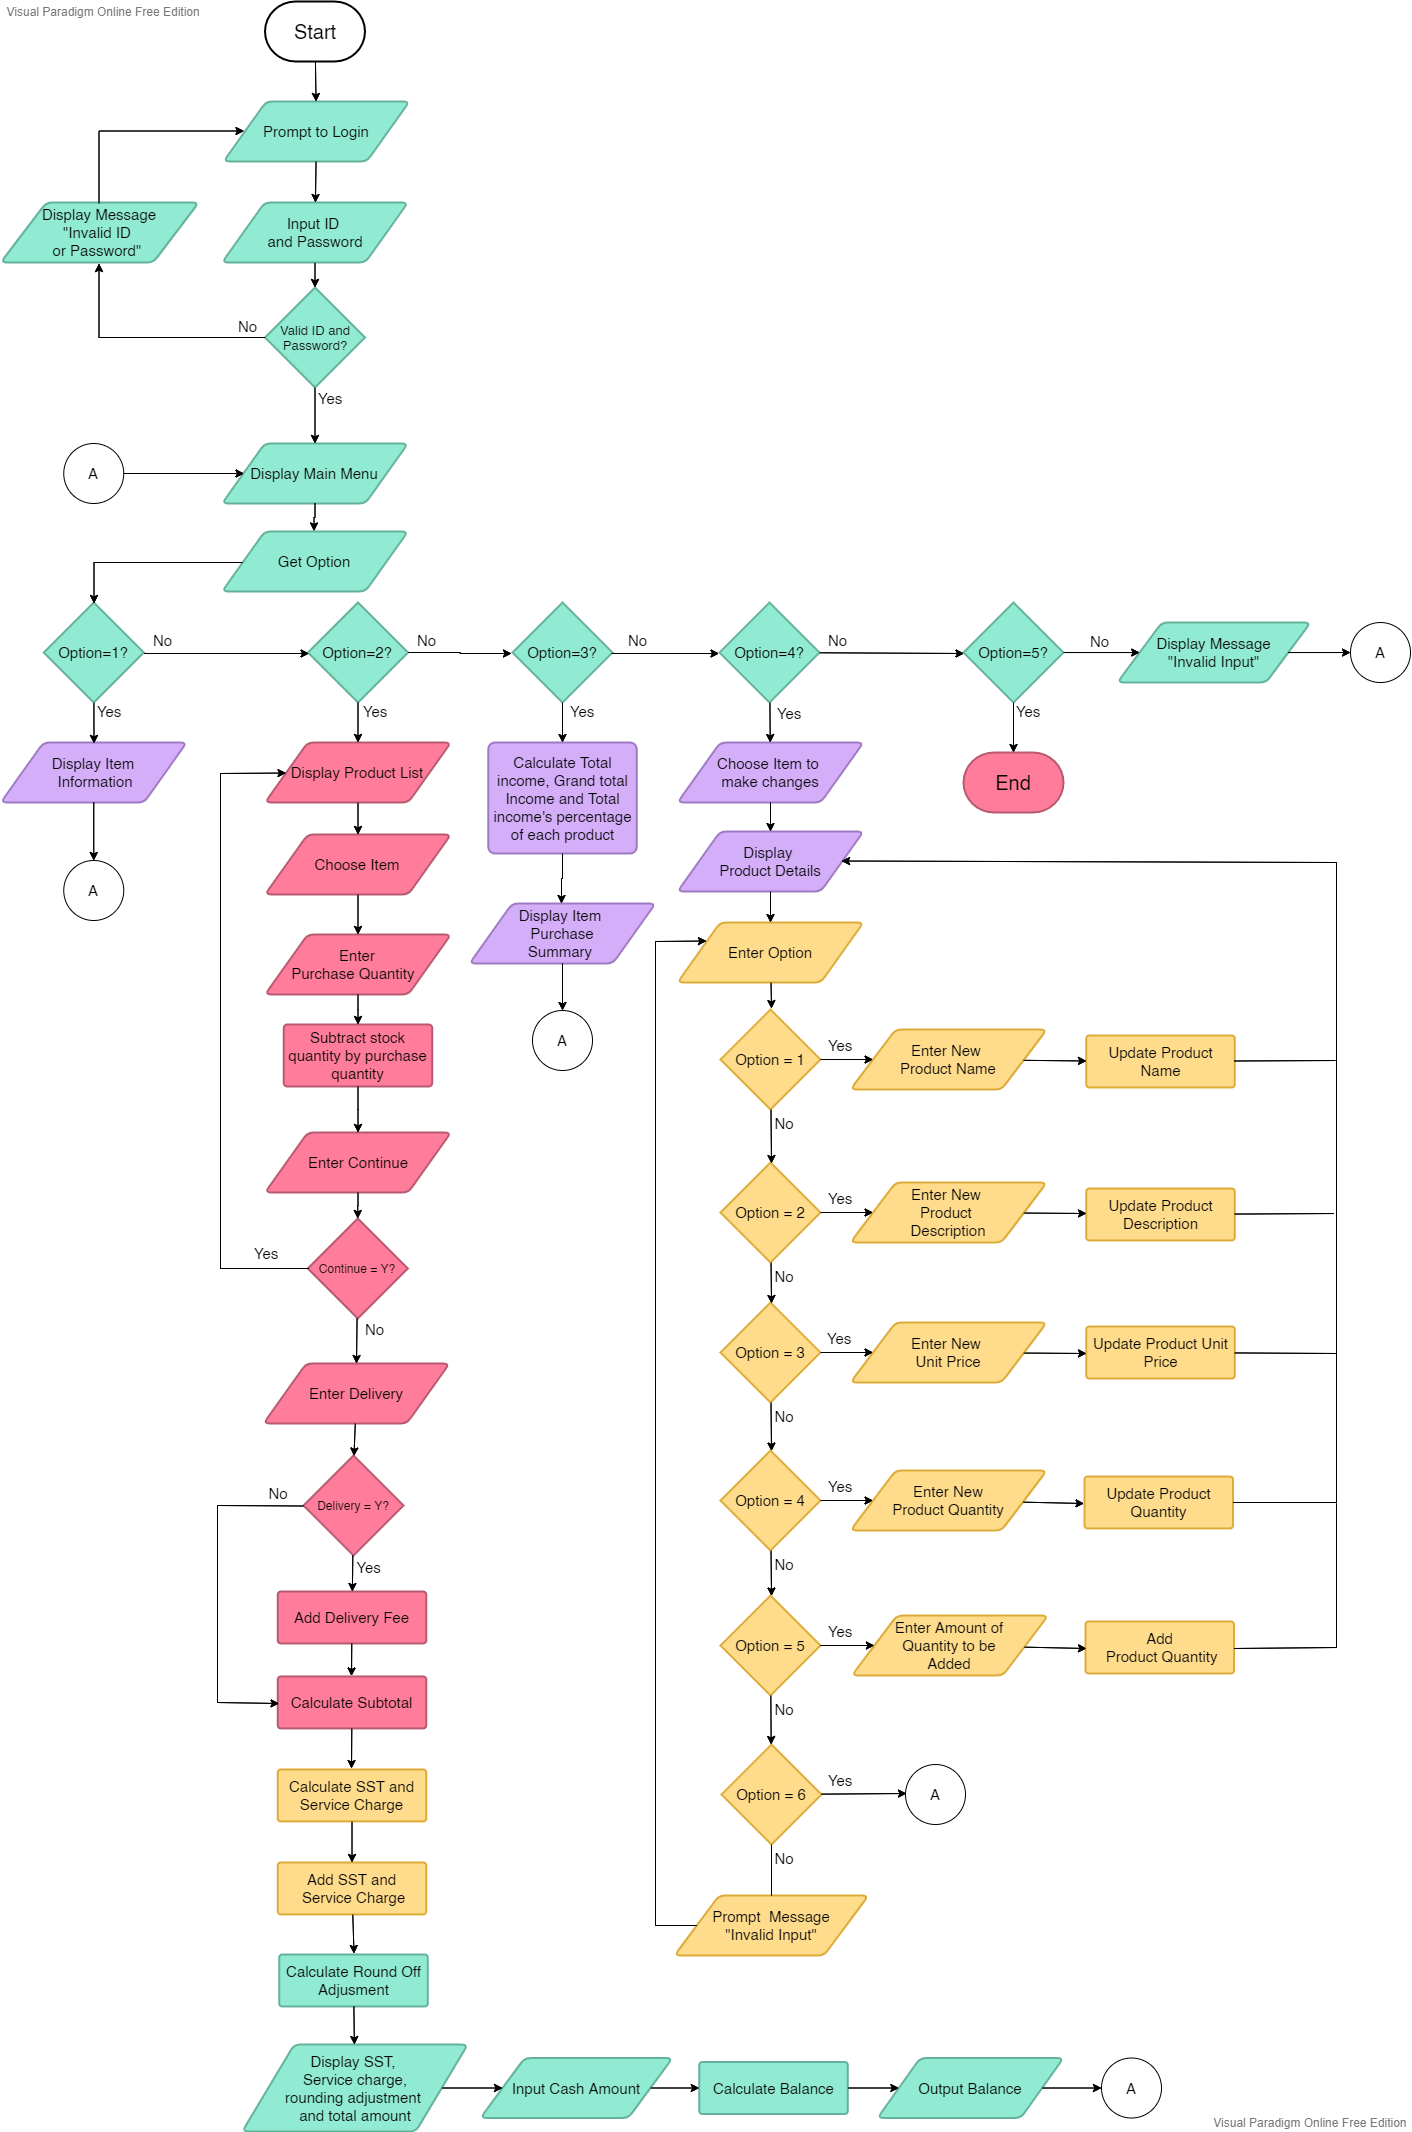 Visual Paradigm Online Free Edition
Start
Prompt to Login
Display Message
"Invalid ID
or Password"
Input ID
and Password
No
Valid ID and
Password?
Yes
A
Display Main Menu
Get Option
Option=1?
No
Option=2?
No
Option=3?
No
Option=4?
No
Option=5?
No
Display Message
"Invalid Input"
A
Yes
Yes
Yes
Yes
Yes
Display Item
Information
A
Display Product List
Choose Item
Enter
Purchase Quantity
Subtract stock
quantity by purchase
quantity
Enter Continue
Yes
Continue = Y?
No
Enter Delivery
No
Delivery = Y?
Yes
Add Delivery Fee
Calculate Subtotal
Calculate SST and
Service Charge
Add SST and
Service Charge
Calculate Round Off
Adjusment
Display SST,
Service charge,
rounding adjustment
and total amount
Input Cash Amount
Calculate Balance
Output Balance
A
Calculate Total
income, Grand total
Income and Total
income's percentage
of each product
Display Item
Purchase
Summary
A
Choose Item to
make changes
Display
Product Details
Enter Option
Option = 1
Yes
Enter New
Product Name
Update Product
Name
No
Option = 2
Yes
Enter New
Product
Description
Update Product
Description
No
Option = 3
Yes
Enter New
Unit Price
Update Product Unit
Price
No
Option = 4
Yes
Enter New
Product Quantity
Update Product
Quantity
No
Option = 5
Yes
Enter Amount of
Quantity to be
Added
Add
Product Quantity
No
Option = 6
Yes
A
No
Prompt  Message
"Invalid Input"
End
Visual Paradigm Online Free Edition